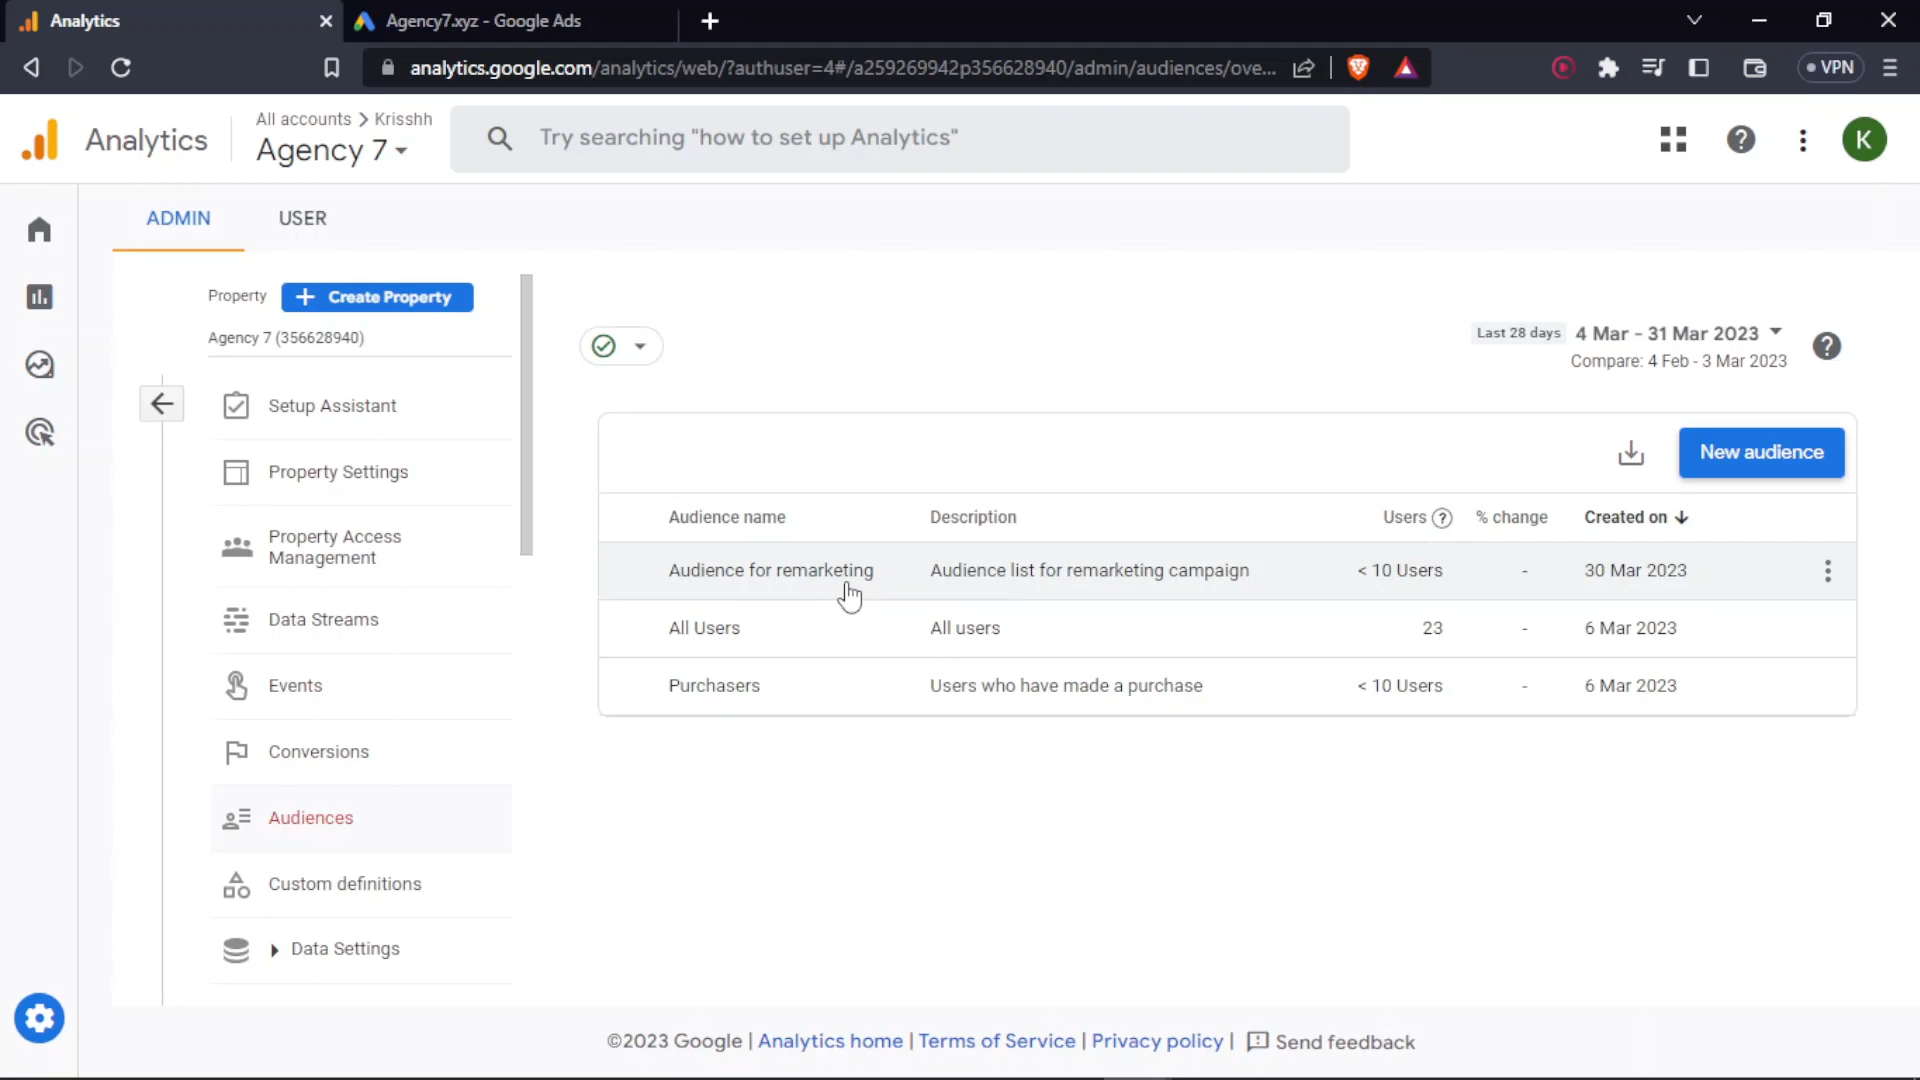 Analytics
Agency7.xyz - Google Ads
analytics.google.com/analytics/web/?authuser=4#/a259269942p356628940/admin/audiences/ove...
VPN
Analytics
All accounts > Krisshh
Agency 7
Try searching "how to set up Analytics"
K
ADMIN
USER
Property
+ Create Property
Agency 7 (356628940)
Last 28 days
4 Mar - 31 Mar 2023
Compare: 4 Feb - 3 Mar 2023
Setup Assistant
Property Settings
Property Access
Management
Data Streams
Events
Conversions
Audiences
Custom definitions
Data Settings
New audience
Audience name Description Users % change Created on
Audience for remarketing Audience list for remarketing campaign < 10 Users - 30 Mar 2023
All Users All users 23 - 6 Mar 2023
Purchasers Users who have made a purchase < 10 Users - 6 Mar 2023
©2023 Google | Analytics home | Terms of Service | Privacy policy | Send feedback